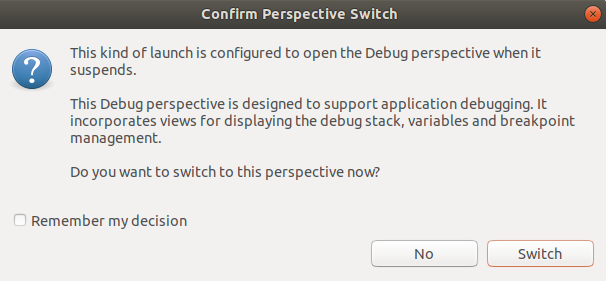 Confirm Perspective Switch
This kind of launch is configured to open the Debug perspective when it
suspends.
This Debug perspective is designed to support application debugging. It
incorporates views for displaying the debug stack, variables and breakpoint
management.
Do you want to switch to this perspective now?
Remember my decision
No
Switch